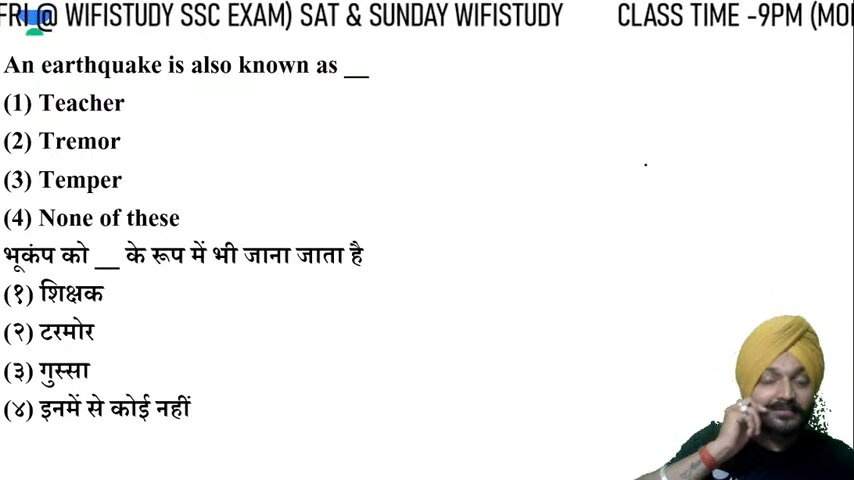 FRI @ WIFISTUDY SSC EXAM) SAT & SUNDAY WIFISTUDY CLASS TIME -9PM (MO
An earthquake is also known as __
(1) Teacher
(2) Tremor
(3) Temper
(4) None of these
भूकंप को __ के रूप में भी जाना जाता है
(१) शिक्षक
(२) टरमोर
(३) गुस्सा
(४) इनमें से कोई नहीं